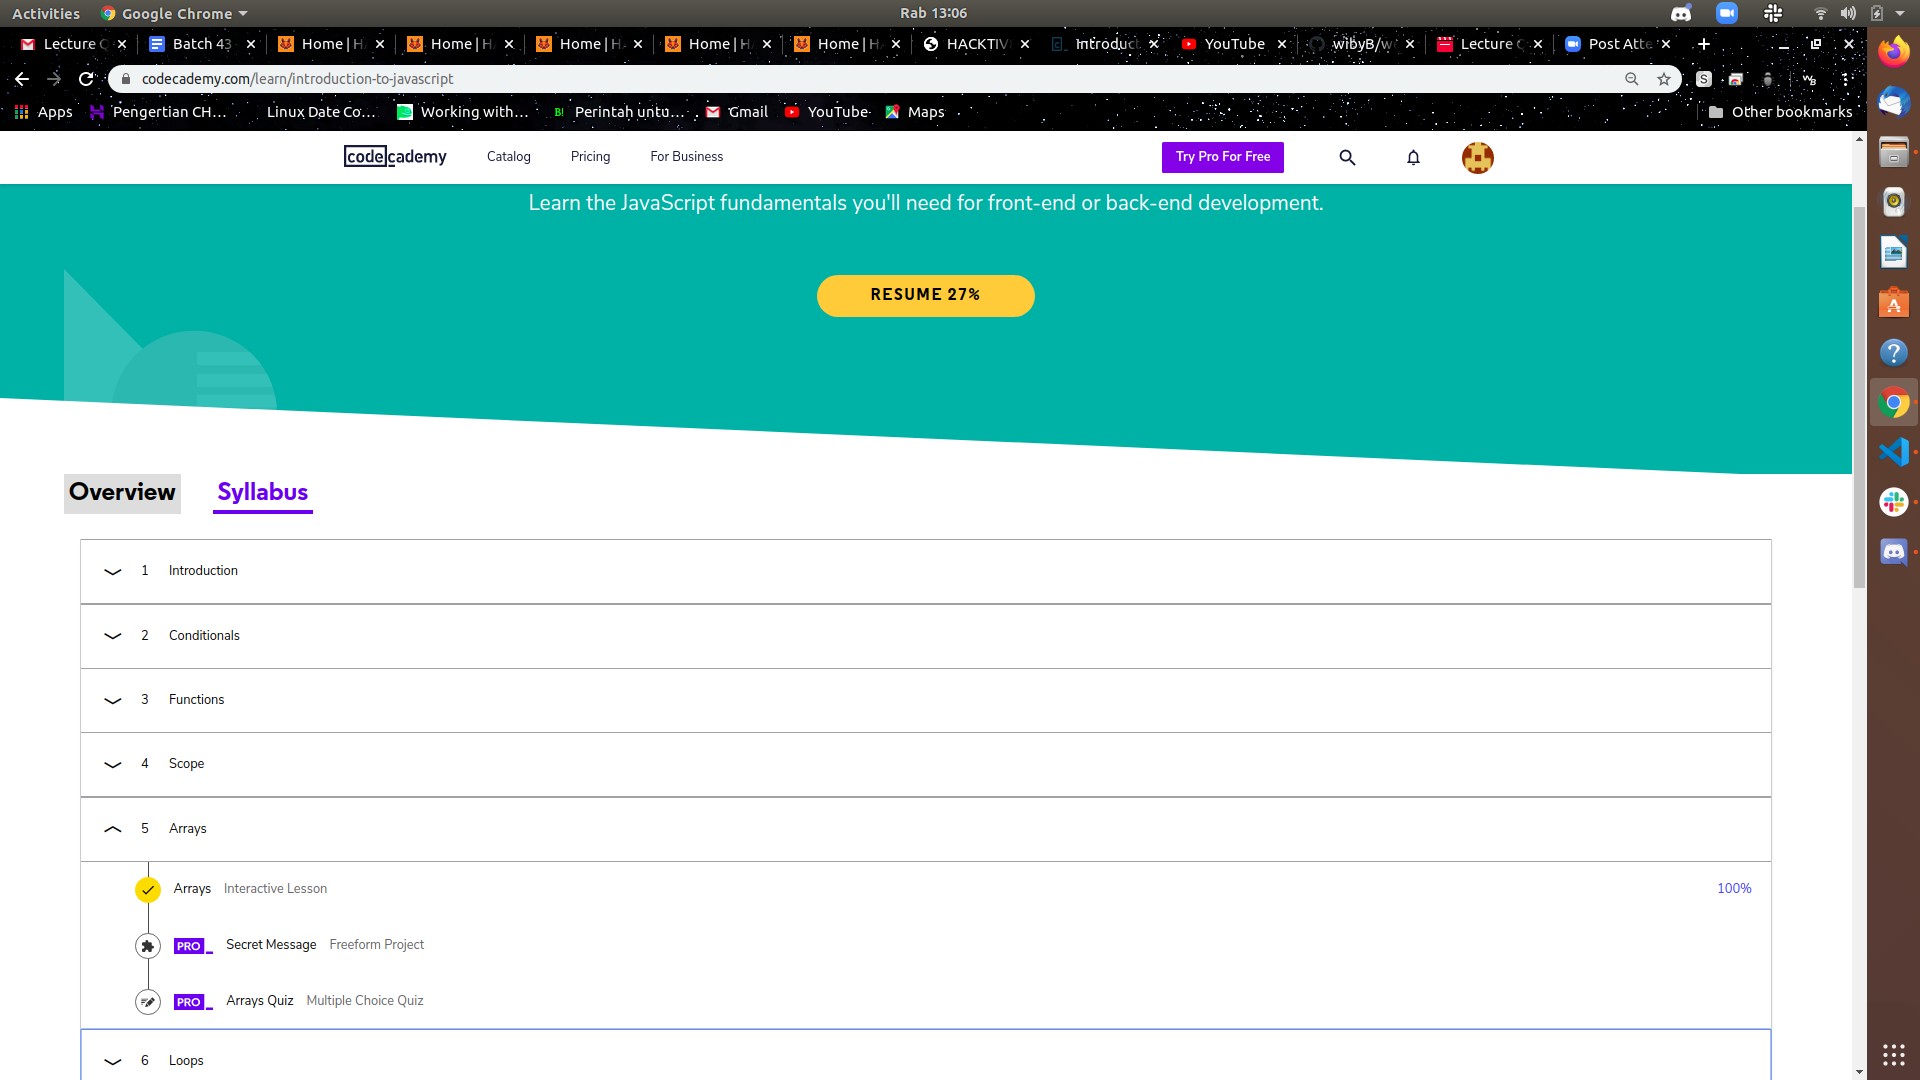 Activities Google Chrome Rab 13:06
Lecture Batch 43 Home | H Home | H Home | H Home | H Home | H HACKTIV Introduct YouTube wibyB/w Lecture Post Atte
codecademy.com/learn/introduction-to-javascript
Apps Pengertian CH... Linux Date Co... Working with... Perintah untu... Gmail YouTube Maps Other bookmarks
codecademy Catalog Pricing For Business Try Pro For Free
Learn the JavaScript fundamentals you'll need for front-end or back-end development.
RESUME 27%
Overview Syllabus
1 Introduction
2 Conditionals
3 Functions
4 Scope
5 Arrays
Arrays Interactive Lesson 100%
PRO Secret Message Freeform Project
PRO Arrays Quiz Multiple Choice Quiz
6 Loops